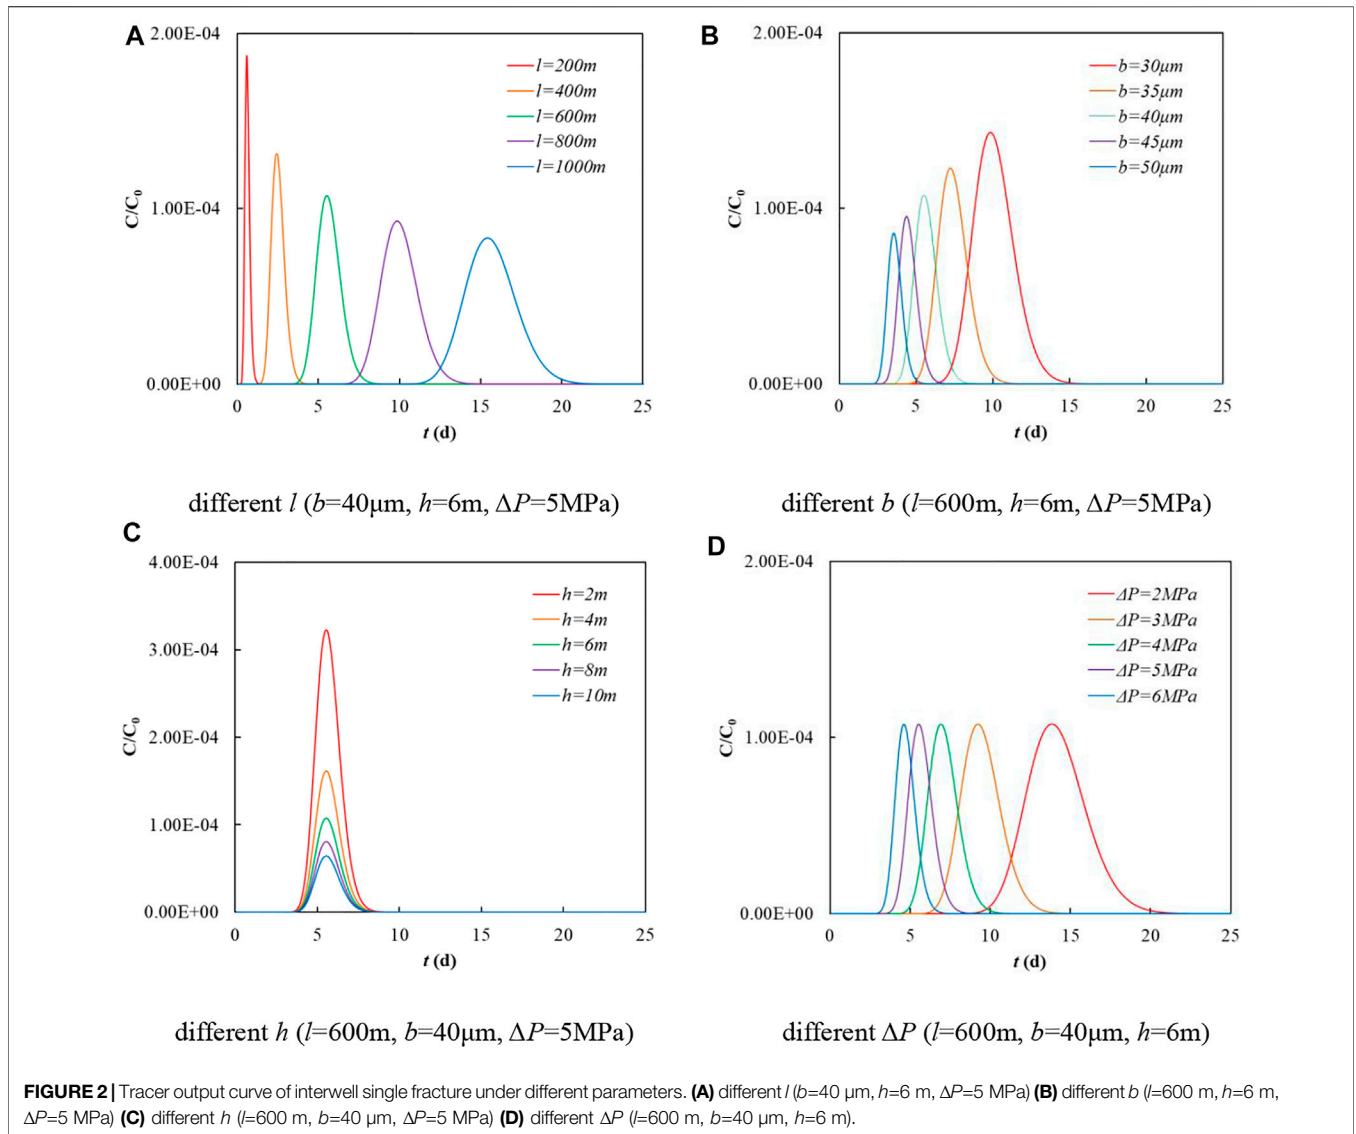 A
2.00E-04
1.00E-04
0.00E+00
C/C0
l=200m
l=400m
l=600m
l=800m
l=1000m
0 5 10 15 20 25
t (d)
different l (b=40μm, h=6m, ΔP=5MPa)
B
2.00E-04
1.00E-04
0.00E+00
C/C0
b=30μm
b=35μm
b=40μm
b=45μm
b=50μm
0 5 10 15 20 25
t (d)
different b (l=600m, h=6m, ΔP=5MPa)
C
4.00E-04
3.00E-04
2.00E-04
1.00E-04
0.00E+00
C/C0
h=2m
h=4m
h=6m
h=8m
h=10m
0 5 10 15 20 25
t (d)
different h (l=600m, b=40μm, ΔP=5MPa)
D
2.00E-04
1.00E-04
0.00E+00
C/C0
ΔP=2MPa
ΔP=3MPa
ΔP=4MPa
ΔP=5MPa
ΔP=6MPa
0 5 10 15 20 25
t (d)
different ΔP (l=600m, b=40μm, h=6m)
FIGURE 2 | Tracer output curve of interwell single fracture under different parameters. (A) different l (b=40 μm, h=6 m, ΔP=5 MPa) (B) different b (l=600 m, h=6 m,
ΔP=5 MPa) (C) different h (l=600 m, b=40 μm, ΔP=5 MPa) (D) different ΔP (l=600 m, b=40 μm, h=6 m).